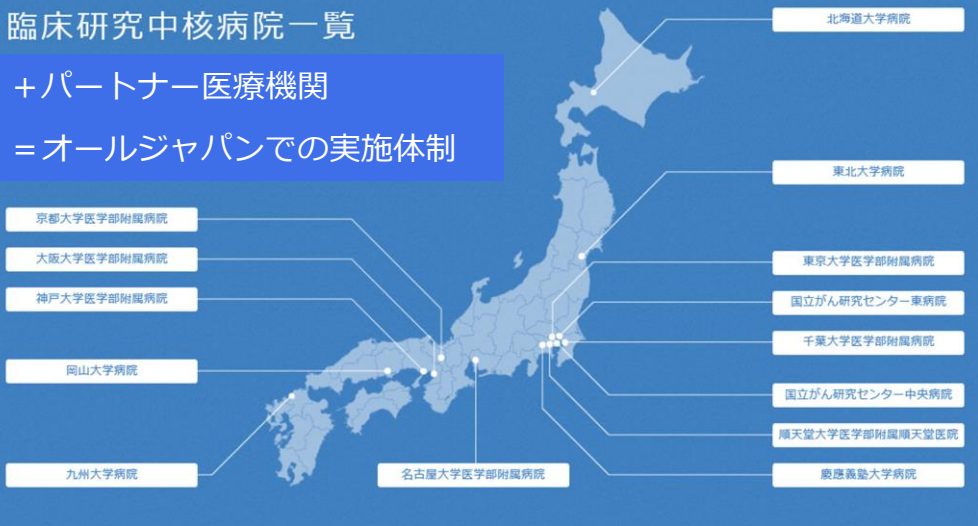 臨床研究中核病院一覧
+パートナー医療機関
=オールジャパンでの実施体制
北海道大学病院
東北大学病院
京都大学医学部附属病院
大阪大学医学部附属病院
神戸大学医学部附属病院
岡山大学病院
九州大学病院
名古屋大学医学部附属病院
東京大学医学部附属病院
国立がん研究センター東病院
千葉大学医学部附属病院
国立がん研究センター中央病院
順天堂大学医学部附属順天堂医院
慶應義塾大学病院